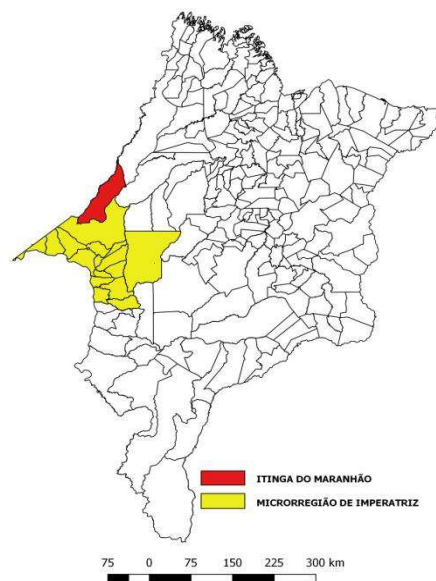 ITINGA DO MARANHÃO
MICRORREGIÃO DE IMPERATRIZ
75 0 75 150 225 300 km